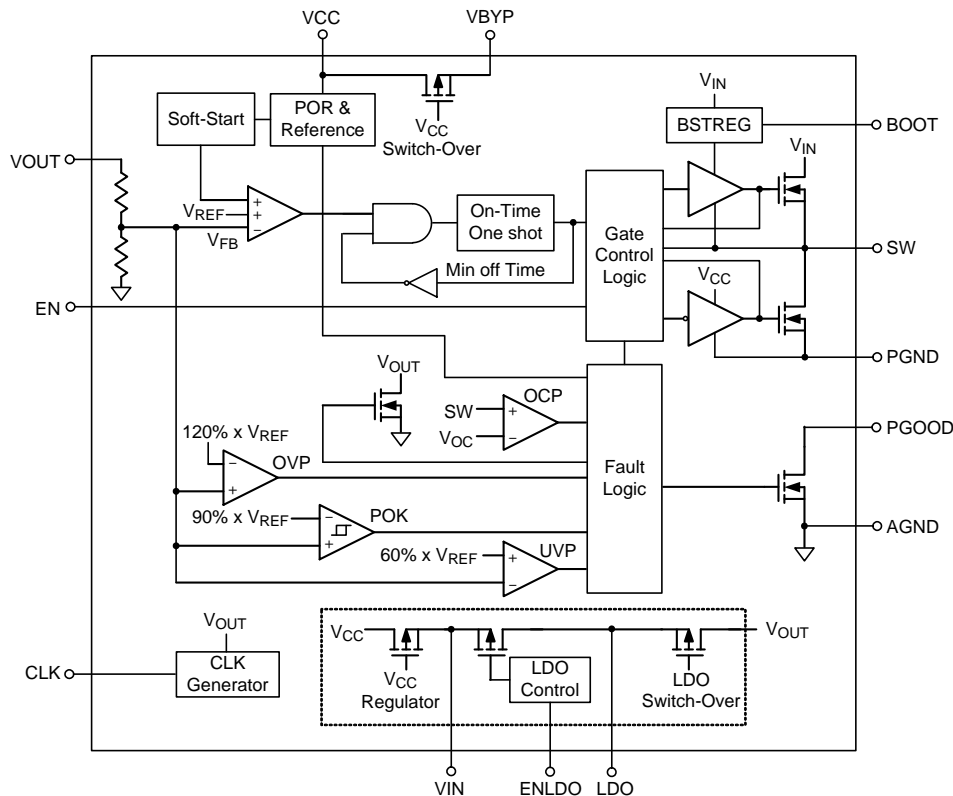 VCC
VBYP
Soft-Start
POR &
Reference
VCC
Switch-Over
VIN
BSTREG
BOOT
VOUT
VIN
VREF
VFB
+
+
−
On-Time
One shot
Min off Time
Gate
Control
Logic
SW
VCC
EN
PGND
VOUT
OCP
SW
VOC
+
−
PGOOD
120% x VREF
OVP
−
+
Fault
Logic
90% x VREF
POK
−
+
AGND
60% x VREF
UVP
+
−
VOUT
CLK
Generator
CLK
VCC
VCC
Regulator
LDO
Control
LDO
Switch-Over
VOUT
VIN
ENLDO
LDO